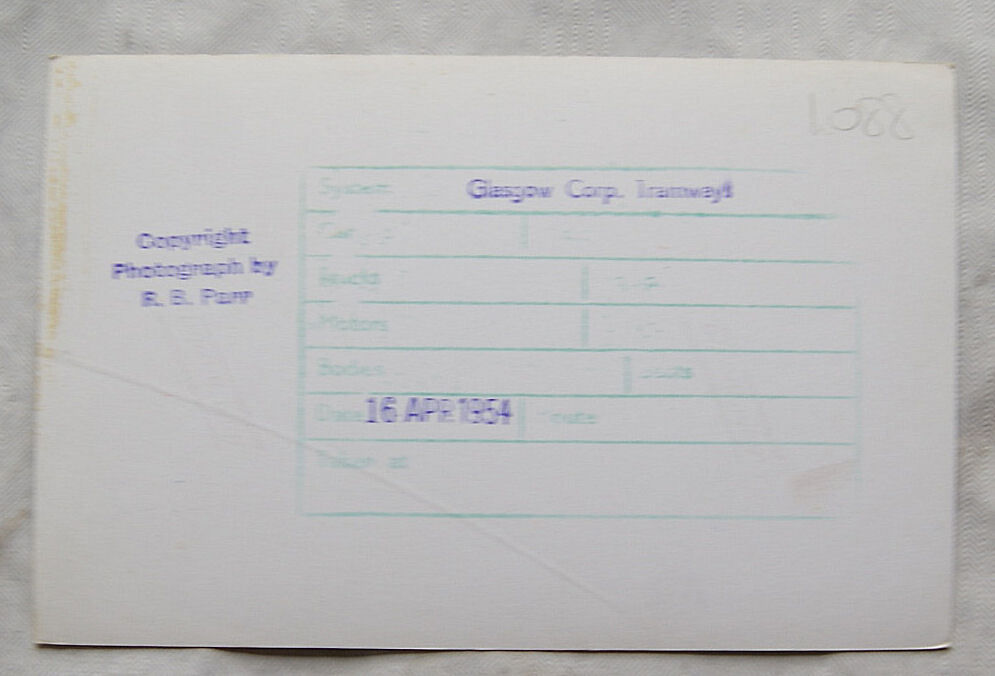 System Glasgow Corp. Tramways
Car
Copyright
Photograph by
R. B. Parr
Trucks
Motors
Bodies Seats
Date 16 APR 1954 Route
Taken at